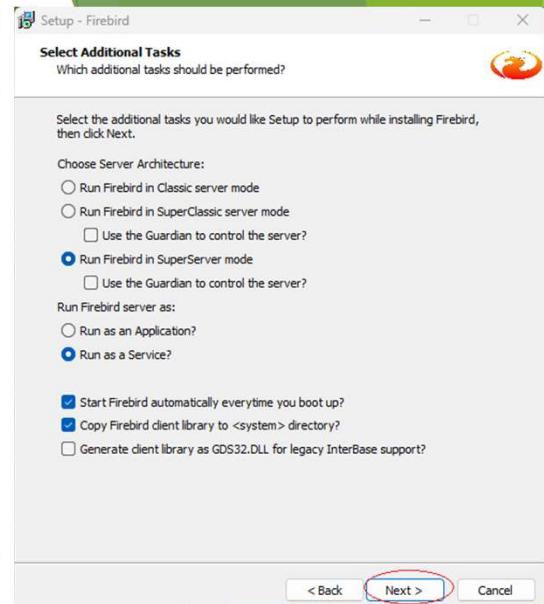 Setup - Firebird
Select Additional Tasks
Which additional tasks should be performed?
Select the additional tasks you would like Setup to perform while installing Firebird,
then click Next.
Choose Server Architecture:
Run Firebird in Classic server mode
Run Firebird in SuperClassic server mode
Use the Guardian to control the server?
Run Firebird in SuperServer mode
Use the Guardian to control the server?
Run Firebird server as:
Run as an Application?
Run as a Service?
Start Firebird automatically everytime you boot up?
Copy Firebird client library to <system> directory?
Generate client library as GDS32.DLL for legacy InterBase support?
< Back Next > Cancel